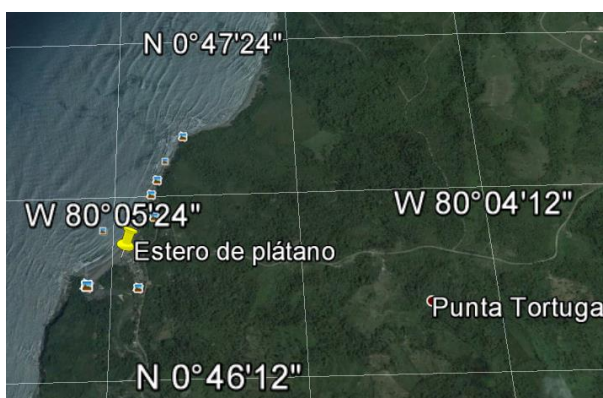 N 0°47'24"
W 80°05'24"
W 80°04'12"
Estero de plátano
Punta Tortuga
N 0°46'12"